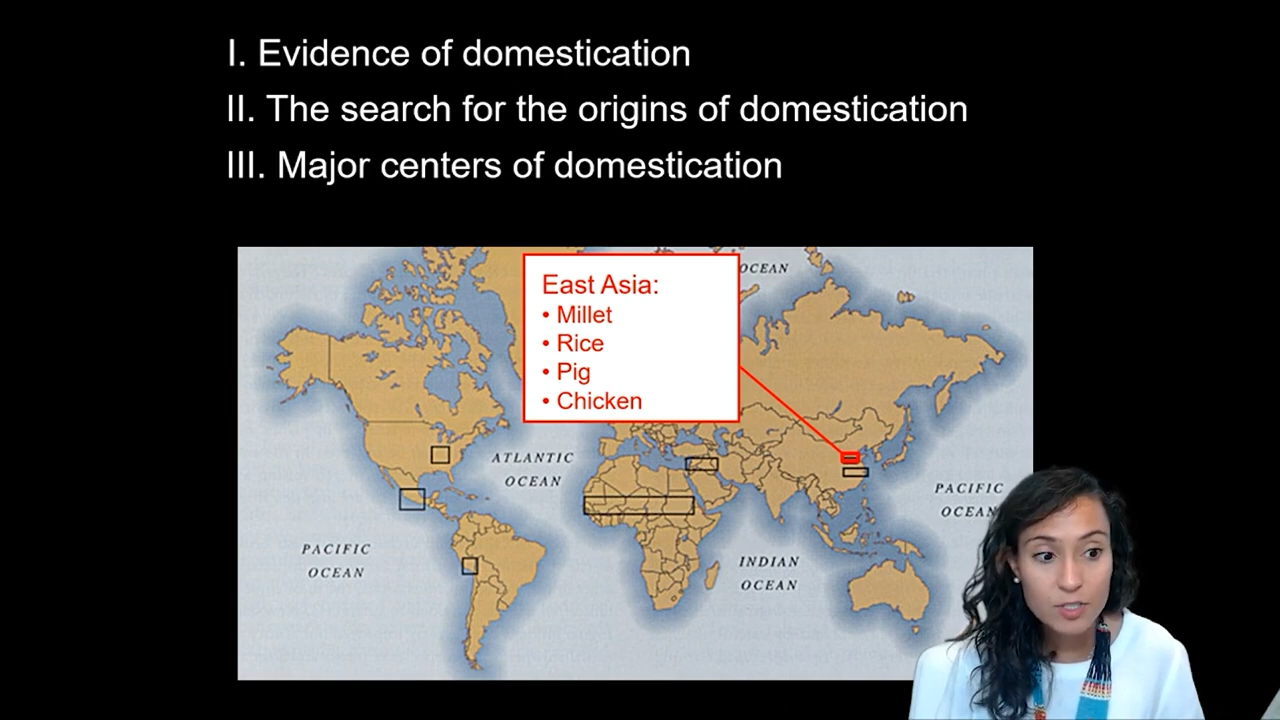 I. Evidence of domestication
II. The search for the origins of domestication
III. Major centers of domestication
OCEAN
East Asia:
• Millet
• Rice
• Pig
• Chicken
ATLANTIC
OCEAN
PACIFIC
OCEAN
PACIFIC
OCEAN
INDIAN
OCEAN